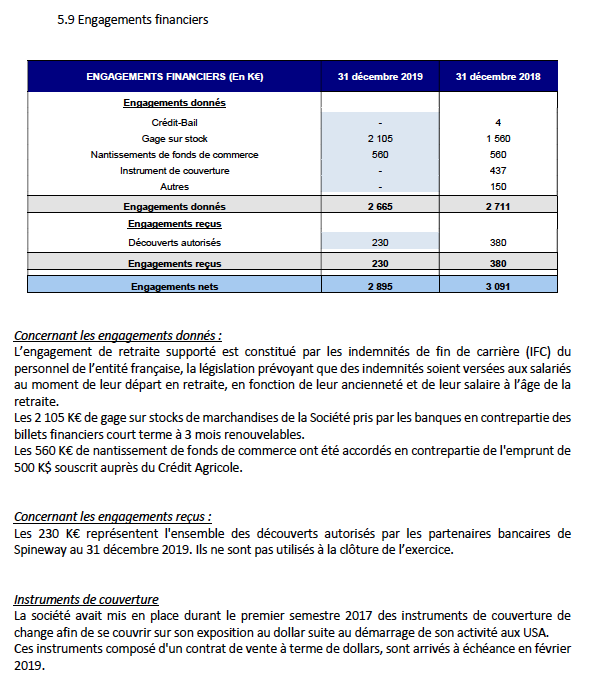 5.9 Engagements financiers
ENGAGEMENTS FINANCIERS (En K€) 31 décembre 2019 31 décembre 2018
Engagements donnés
Crédit-Bail - 4
Gage sur stock 2 105 1 560
Nantissements de fonds de commerce 560 560
Instrument de couverture - 437
Autres - 150
Engagements donnés 2 665 2 711
Engagements reçus
Découverts autorisés 230 380
Engagements reçus 230 380
Engagements nets 2 895 3 091
Concernant les engagements donnés :
L'engagement de retraite supporté est constitué par les indemnités de fin de carrière (IFC) du
personnel de l'entité française, la législation prévoyant que des indemnités soient versées aux salariés
au moment de leur départ en retraite, en fonction de leur ancienneté et de leur salaire à l'âge de la
retraite.
Les 2 105 K€ de gage sur stocks de marchandises de la Société pris par les banques en contrepartie des
billets financiers court terme à 3 mois renouvelables.
Les 560 K€ de nantissement de fonds de commerce ont été accordés en contrepartie de l'emprunt de
500 K$ souscrit auprès du Crédit Agricole.
Concernant les engagements reçus :
Les 230 K€ représentent l'ensemble des découverts autorisés par les partenaires bancaires de
Spineway au 31 décembre 2019. Ils ne sont pas utilisés à la clôture de l'exercice.
Instruments de couverture
La société avait mis en place durant le premier semestre 2017 des instruments de couverture de
change afin de se couvrir sur son exposition au dollar suite au démarrage de son activité aux USA.
Ces instruments composé d'un contrat de vente à terme de dollars, sont arrivés à échéance en février
2019.